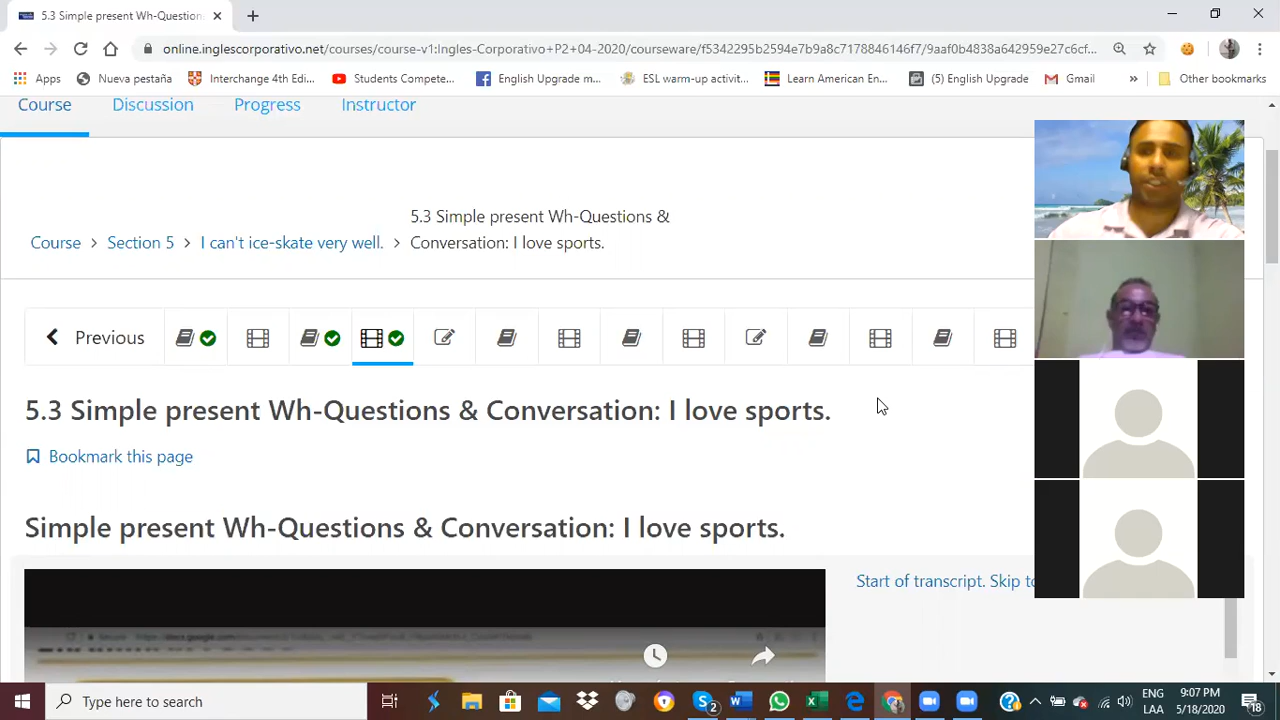 5.3 Simple present Wh-Question
online.inglescorporativo.net/courses/course-v1:Ingles-Corporativo+P2+04-2020/courseware/f5342295b2594e7b9a8c7178846146f7/9aaf0b4838a642959e27c6cf...
Apps Nueva pestaña Interchange 4th Edi... Students Compete... English Upgrade m... ESL warm-up activit... Learn American En... (5) English Upgrade Gmail » Other bookmarks
Course Discussion Progress Instructor
5.3 Simple present Wh-Questions &
Course > Section 5 > I can't ice-skate very well. > Conversation: I love sports.
Previous
5.3 Simple present Wh-Questions & Conversation: I love sports.
Bookmark this page
Simple present Wh-Questions & Conversation: I love sports.
Start of transcript. Skip to
Type here to search
2
ENG 9:07 PM
LAA 5/18/2020 18